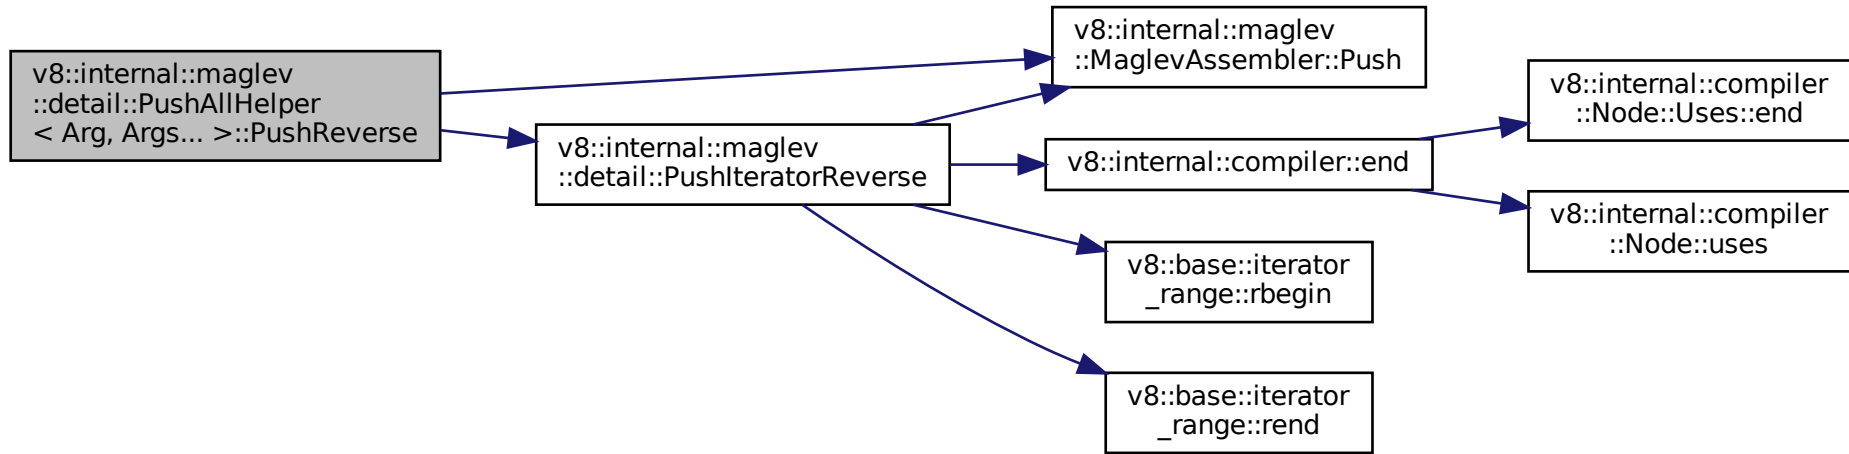 v8::internal::maglev
::detail::PushAllHelper
< Arg, Args... >::PushReverse
v8::internal::maglev
::MaglevAssembler::Push
v8::internal::maglev
::detail::PushIteratorReverse
v8::internal::compiler::end
v8::internal::compiler
::Node::Uses::end
v8::internal::compiler
::Node::uses
v8::base::iterator
_range::rbegin
v8::base::iterator
_range::rend